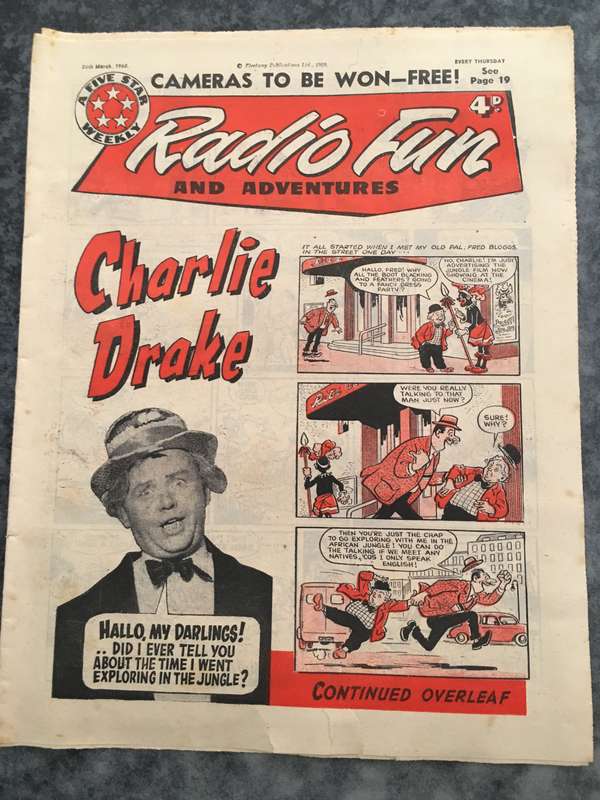 26th March, 1960.
© Fleetway Publications Ltd., 1960.
EVERY THURSDAY
CAMERAS TO BE WON—FREE!
See
Page 19
A FIVE STAR
WEEKLY
4D
Radio Fun
AND ADVENTURES
Charlie
Drake
HALLO, MY DARLINGS!
.. DID I EVER TELL YOU
ABOUT THE TIME I WENT
EXPLORING IN THE JUNGLE?
IT ALL STARTED WHEN I MET MY OLD PAL, FRED BLOGGS,
IN THE STREET ONE DAY ...
HALLO, FRED! WHY
ALL THE BOOT BLACKING
AND FEATHERS? GOING
TO A FANCY DRESS
PARTY?
NO, CHARLIE! I'M JUST
ADVERTISING THE
JUNGLE FILM NOW
SHOWING AT THE
CINEMA!
WERE YOU REALLY
TALKING TO THAT
MAN JUST NOW?
SURE!
WHY?
THEN YOU'RE JUST THE CHAP
TO GO EXPLORING WITH ME IN THE
AFRICAN JUNGLE! YOU CAN DO
THE TALKING IF WE MEET ANY
NATIVES, 'COS I ONLY SPEAK
ENGLISH!
CONTINUED OVERLEAF